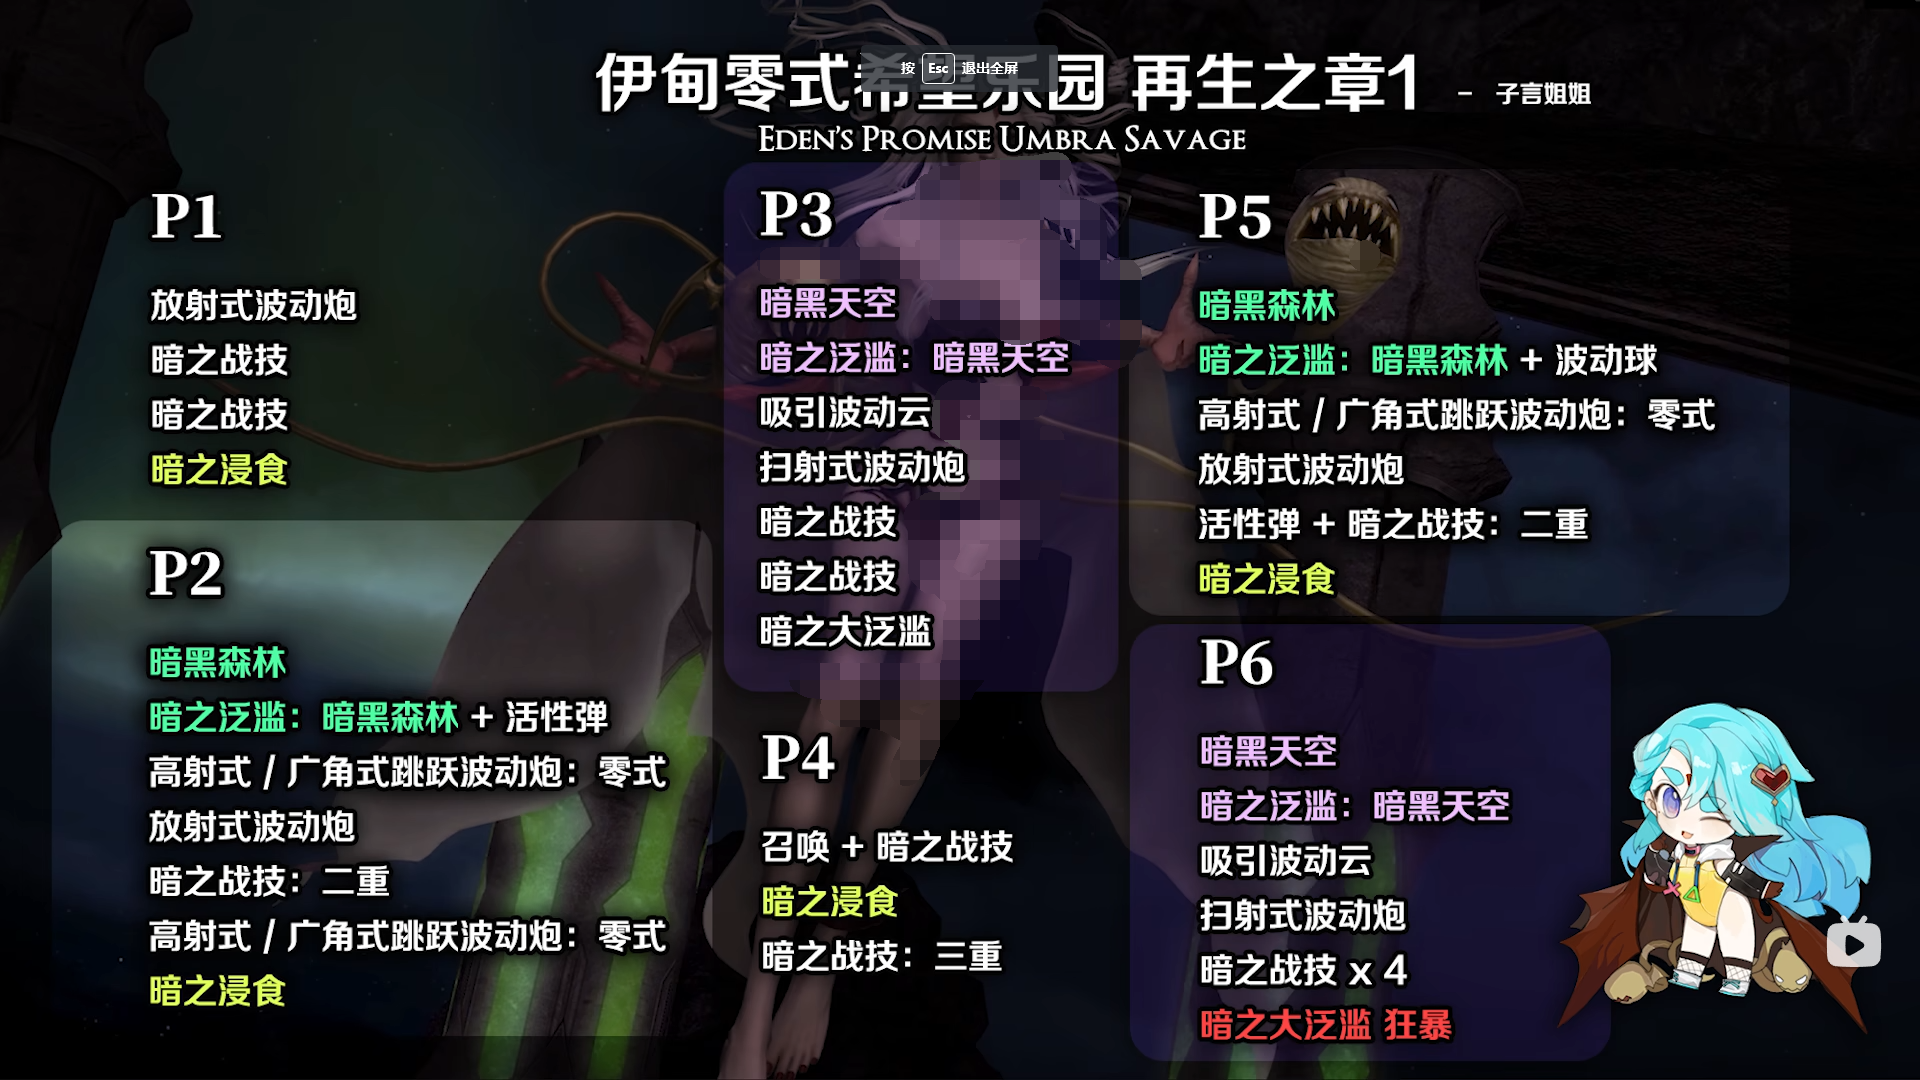 伊甸零式希望乐园 再生之章1 - 子言姐姐
按 Esc 退出全屏
EDEN'S PROMISE UMBRA SAVAGE
P1
放射式波动炮
暗之战技
暗之战技
暗之浸食
P2
暗黑森林
暗之泛滥：暗黑森林 + 活性弹
高射式 / 广角式跳跃波动炮：零式
放射式波动炮
暗之战技：二重
高射式 / 广角式跳跃波动炮：零式
暗之浸食
P3
暗黑天空
暗之泛滥：暗黑天空
吸引波动云
扫射式波动炮
暗之战技
暗之战技
暗之大泛滥
P4
召唤 + 暗之战技
暗之浸食
暗之战技：三重
P5
暗黑森林
暗之泛滥：暗黑森林 + 波动球
高射式 / 广角式跳跃波动炮：零式
放射式波动炮
活性弹 + 暗之战技：二重
暗之浸食
P6
暗黑天空
暗之泛滥：暗黑天空
吸引波动云
扫射式波动炮
暗之战技 x 4
暗之大泛滥 狂暴